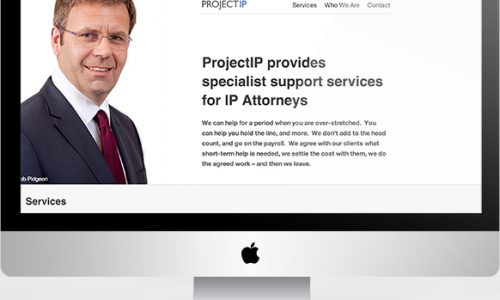 PROJECTIP
Services Who We Are Contact
ProjectIP provides
specialist support services
for IP Attorneys
We can help for a period when you are over-stretched. You
can help you hold the line, and more. We don't add to the head
count, and go on the payroll. We agree with our clients what
short-term help is needed, we settle the cost with them, we do
the agreed work – and then we leave.
Pidgeon
Services